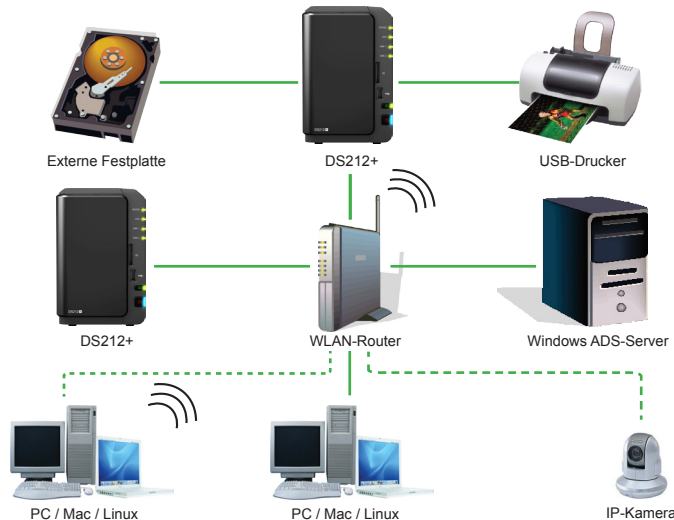 Externe Festplatte
DS212+
USB-Drucker
DS212+
WLAN-Router
Windows ADS-Server
PC / Mac / Linux
PC / Mac / Linux
IP-Kamera